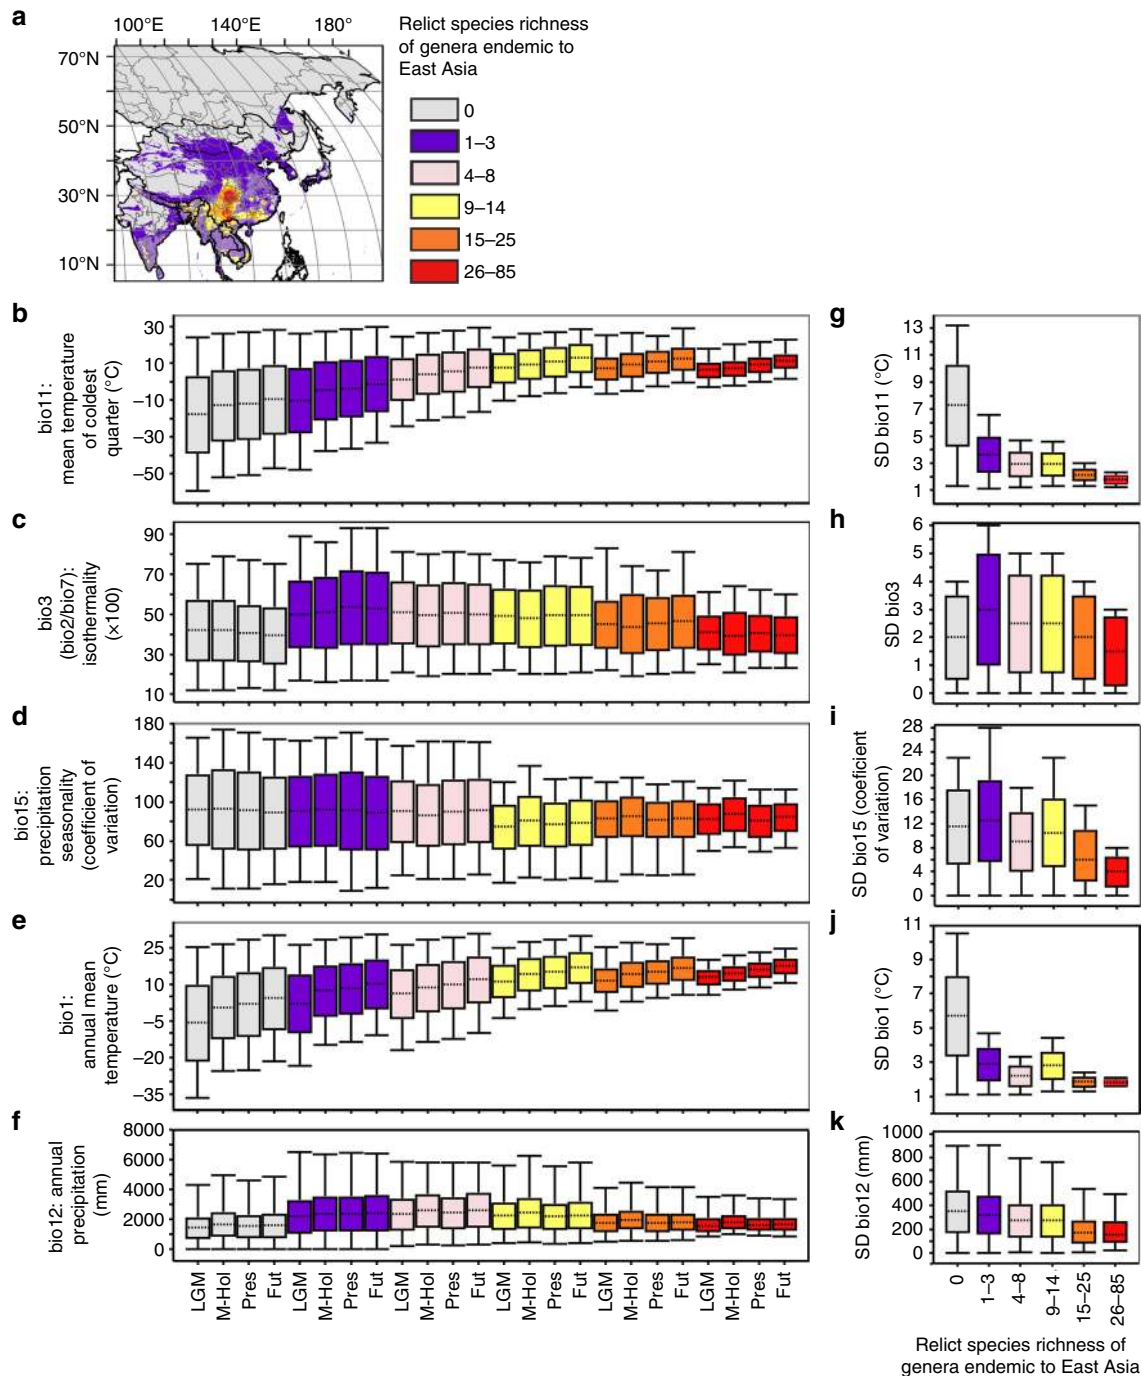 a
100°E 140°E 180°
70°N
50°N
30°N
10°N
Relict species richness
of genera endemic to
East Asia
0
1–3
4–8
9–14
15–25
26–85
b
bio11:
mean temperature
of coldest
quarter (°C)
30
10
–10
–30
–50
c
bio3
(bio2/bio7):
isothermality
(×100)
90
70
50
30
10
d
bio15:
precipitation
seasonality
(coefficient of
variation)
180
140
100
60
20
e
bio1:
annual mean
temperature (°C)
25
10
–5
–20
–35
f
bio12: annual
precipitation
(mm)
8000
6000
4000
2000
0
LGM M-Hol Pres Fut LGM M-Hol Pres Fut LGM M-Hol Pres Fut LGM M-Hol Pres Fut LGM M-Hol Pres Fut LGM M-Hol Pres Fut
g
SD bio11 (°C)
13
11
9
7
5
3
1
h
SD bio3
6
5
4
3
2
1
0
i
SD bio15 (coeficient
of variation)
28
24
20
16
12
8
4
0
j
SD bio1 (°C)
11
9
7
5
3
1
k
SD bio12 (mm)
1000
800
600
400
200
0
0 1–3 4–8 9–14 15–25 26–85
Relict species richness of
genera endemic to East Asia